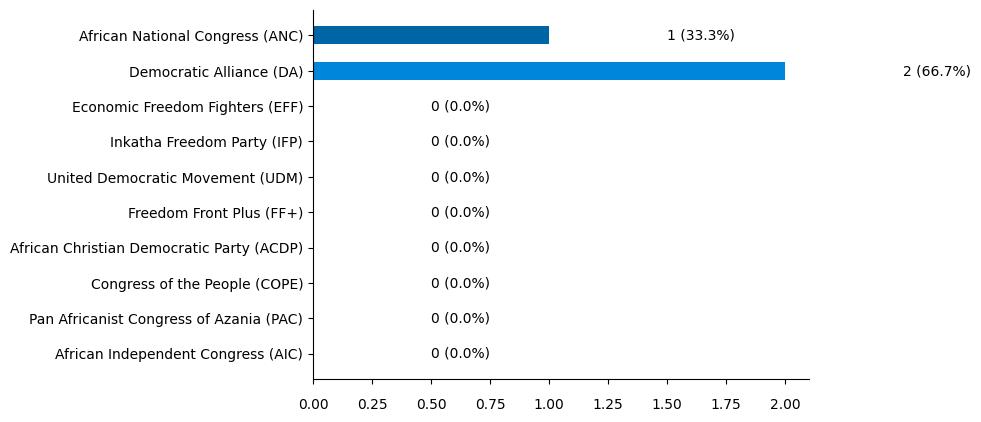 African National Congress (ANC) 1 (33.3%)
Democratic Alliance (DA) 2 (66.7%)
Economic Freedom Fighters (EFF) 0 (0.0%)
Inkatha Freedom Party (IFP) 0 (0.0%)
United Democratic Movement (UDM) 0 (0.0%)
Freedom Front Plus (FF+) 0 (0.0%)
African Christian Democratic Party (ACDP) 0 (0.0%)
Congress of the People (COPE) 0 (0.0%)
Pan Africanist Congress of Azania (PAC) 0 (0.0%)
African Independent Congress (AIC) 0 (0.0%)
0.00 0.25 0.50 0.75 1.00 1.25 1.50 1.75 2.00